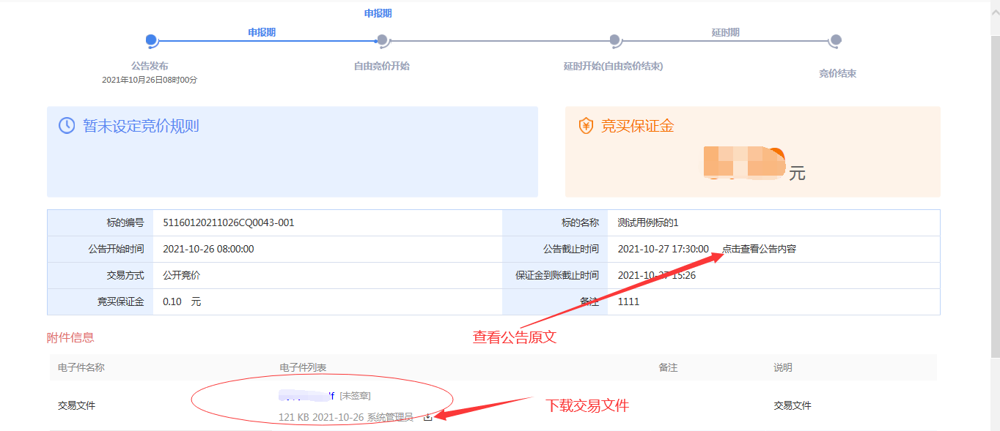 申报期
申报期
延时期
公告发布
自由竞价开始
延时开始(自由竞价结束)
竞价结束
2021年10月26日08时00分
暂未设定竞价规则
竞买保证金
元
标的编号 51160120211026CQ0043-001 标的名称 测试用例标的1
公告开始时间 2021-10-26 08:00:00 公告截止时间 2021-10-27 17:30:00 点击查看公告内容
交易方式 公开竞价 保证金到账截止时间 2021-10-27 15:26
竞买保证金 0.10 元 备注 1111
附件信息
查看公告原文
电子件名称 电子件列表 备注 说明
[未签章]
交易文件 下载交易文件 交易文件
121 KB 2021-10-26 系统管理员